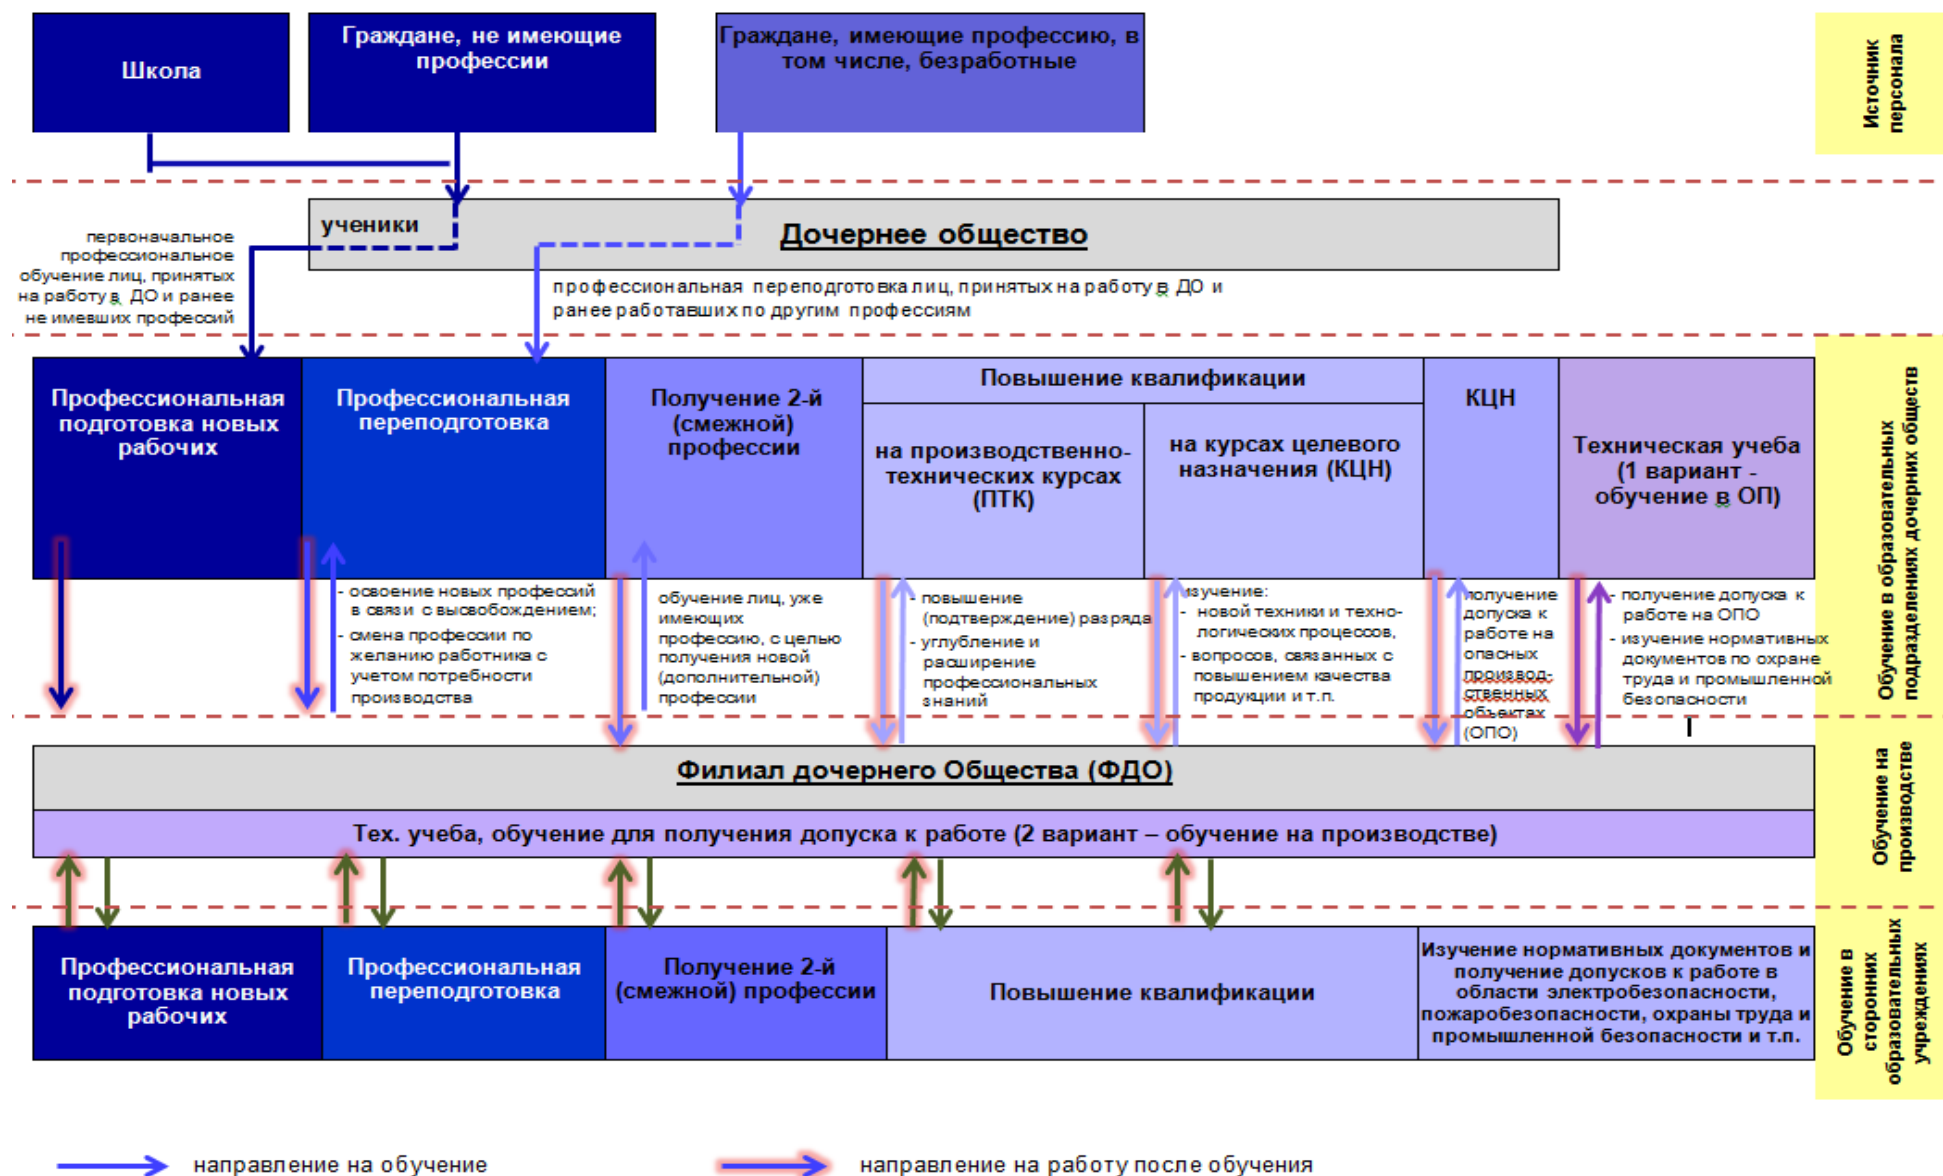 Школа
Граждане, не имеющие
профессии
Граждане, имеющие профессию, в
том числе, безработные
Источник
персонала
ученики
Дочернее общество
первоначальное
профессиональное
обучение лиц, принятых
на работу в ДО и ранее
не имевших профессий
профессиональная переподготовка лиц, принятых на работу в ДО и
ранее работавших по другим профессиям
Профессиональная
подготовка новых
рабочих
Профессиональная
переподготовка
Получение 2-й
(смежной)
профессии
Повышение квалификации
на производственно-
технических курсах
(ПТК)
на курсах целевого
назначения (КЦН)
КЦН
Техническая учеба
(1 вариант -
обучение в ОП)
Обучение в образовательных
подразделениях дочерних обществ
- освоение новых профессий
в связи с высвобождением;
- смена профессии по
желанию работника с
учетом потребности
производства
обучение лиц, уже
имеющих
профессию, с целью
получения новой
(дополнительной)
профессии
- повышение
(подтверждение) разряда
- углубление и
расширение
профессиональных
знаний
изучение:
- новой техники и техно-
логических процессов,
- вопросов, связанных с
повышением качества
продукции и т.п.
получение
допуска к
работе на
опасных
производ-
ственных
объектах
(ОПО)
- получение допуска к
работе на ОПО
- изучение нормативных
документов по охране
труда и промышленной
безопасности
Филиал дочернего Общества (ФДО)
Тех. учеба, обучение для получения допуска к работе (2 вариант – обучение на производстве)
Обучение на
производстве
Профессиональная
подготовка новых
рабочих
Профессиональная
переподготовка
Получение 2-й
(смежной) профессии
Повышение квалификации
Изучение нормативных документов и
получение допусков к работе в
области электробезопасности,
пожаробезопасности, охраны труда и
промышленной безопасности и т.п.
Обучение в
сторонних
образовательных
учреждениях
направление на обучение
направление на работу после обучения